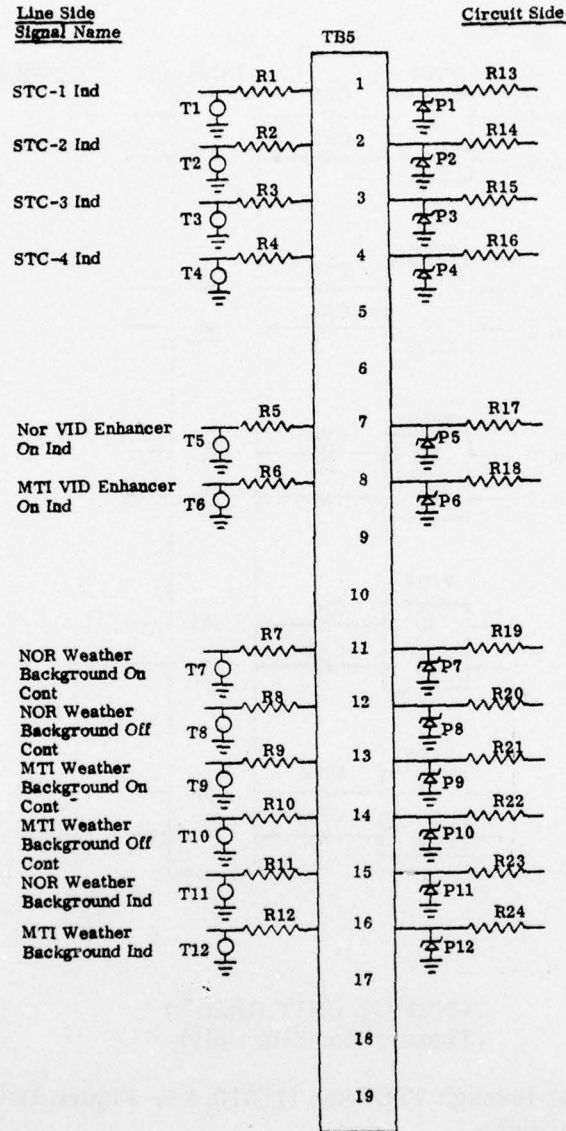 Line Side
Signal Name
Circuit Side
TB5
STC-1 Ind
T1
R1
1
P1
R13
STC-2 Ind
T2
R2
2
P2
R14
STC-3 Ind
T3
R3
3
P3
R15
STC-4 Ind
T4
R4
4
P4
R16
5
6
Nor VID Enhancer
On Ind
T5
R5
7
P5
R17
MTI VID Enhancer
On Ind
T6
R6
8
P6
R18
9
10
NOR Weather
Background On
Cont
T7
R7
11
P7
R19
NOR Weather
Background Off
Cont
T8
R8
12
P8
R20
MTI Weather
Background On
Cont
T9
R9
13
P9
R21
MTI Weather
Background Off
Cont
T10
R10
14
P10
R22
NOR Weather
Background Ind
T11
R11
15
P11
R23
MTI Weather
Background Ind
T12
R12
16
P12
R24
17
18
19